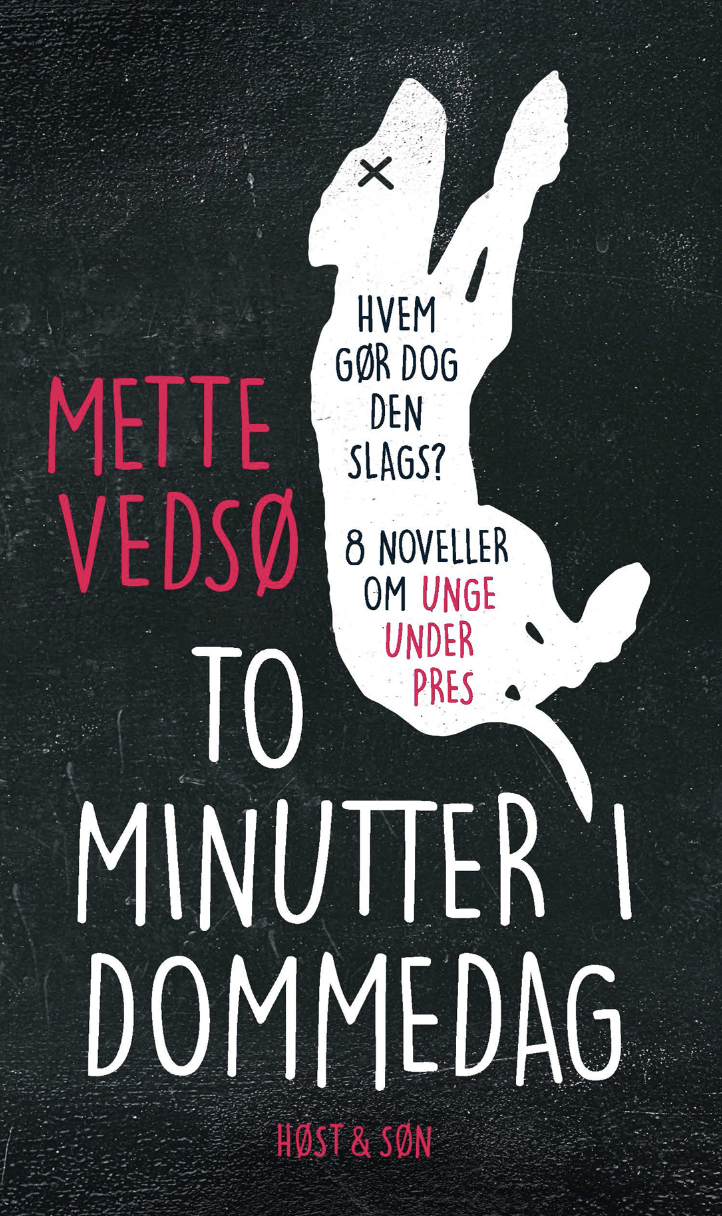 HVEM
GØR DOG
DEN
SLAGS?
8 NOVELLER
OM UNGE
UNDER
PRES
METTE
VEDSØ
TO
MINUTTER I
DOMMEDAG
HØST & SØN